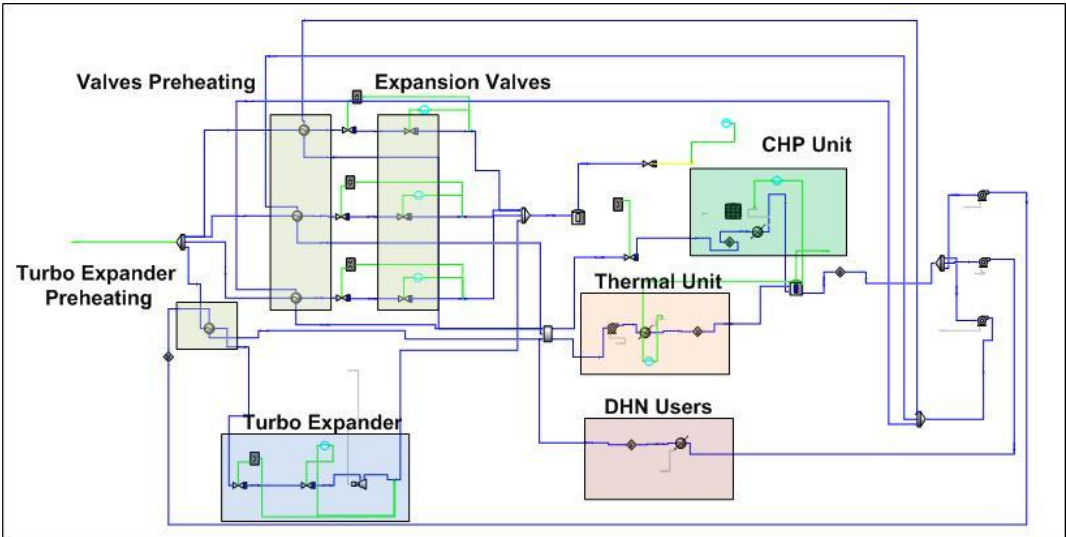 Valves Preheating
Expansion Valves
CHP Unit
Turbo Expander
Preheating
Thermal Unit
DHN Users
Turbo Expander